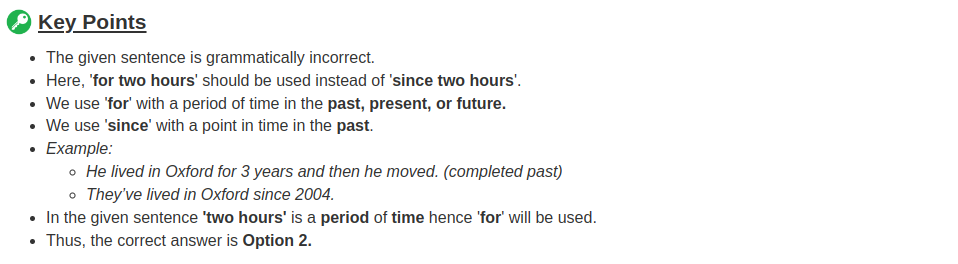 Key Points
• The given sentence is grammatically incorrect.
• Here, 'for two hours' should be used instead of 'since two hours'.
• We use 'for' with a period of time in the past, present, or future.
• We use 'since' with a point in time in the past.
• Example:
◦ He lived in Oxford for 3 years and then he moved. (completed past)
◦ They’ve lived in Oxford since 2004.
• In the given sentence 'two hours' is a period of time hence 'for' will be used.
• Thus, the correct answer is Option 2.